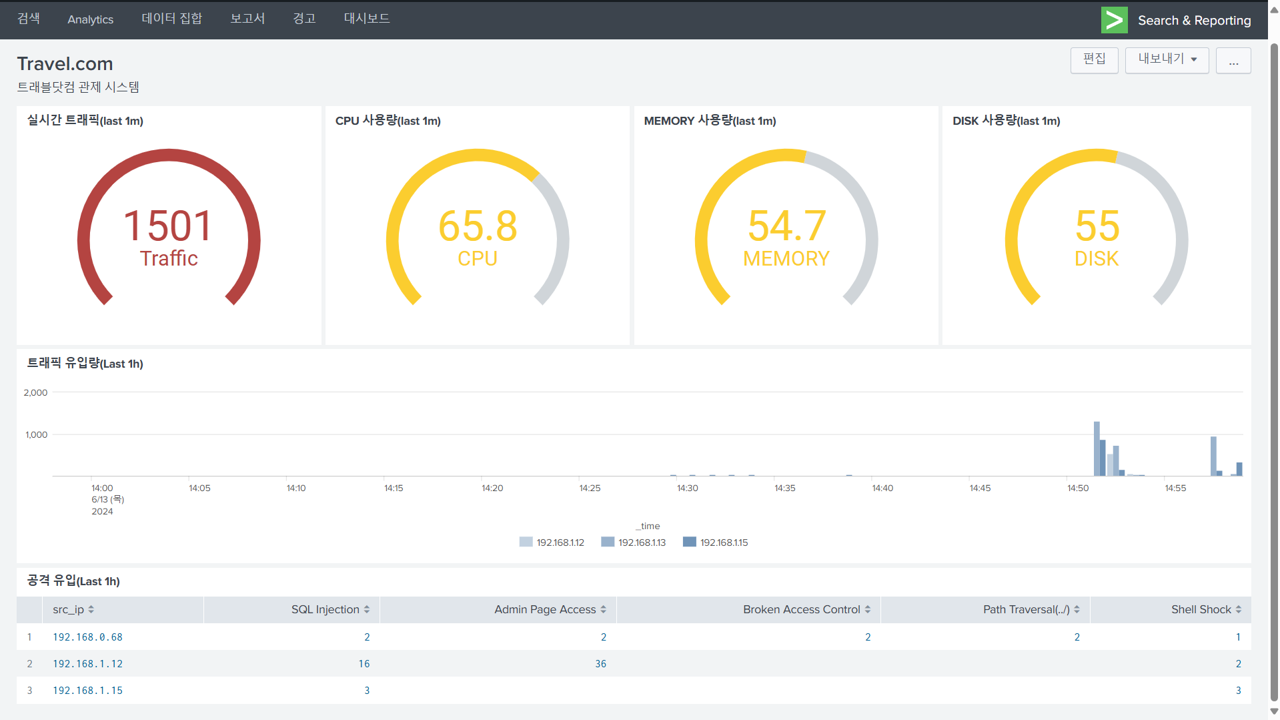 검색 Analytics 데이터 집합 보고서 경고 대시보드 Search & Reporting
Travel.com
편집 내보내기 ...
트래블닷컴 관제 시스템
실시간 트래픽(last 1m) CPU 사용량(last 1m) MEMORY 사용량(last 1m) DISK 사용량(last 1m)
1501 65.8 54.7 55
Traffic CPU MEMORY DISK
트래픽 유입량(Last 1h)
2,000
1,000
14:00 14:05 14:10 14:15 14:20 14:25 14:30 14:35 14:40 14:45 14:50 14:55
6/13 (목)
2024
_time
192.168.1.12 192.168.1.13 192.168.1.15
공격 유입(Last 1h)
src_ip SQL Injection Admin Page Access Broken Access Control Path Traversal(../) Shell Shock
1 192.168.0.68 2 2 2 2 1
2 192.168.1.12 16 36 2
3 192.168.1.15 3 3